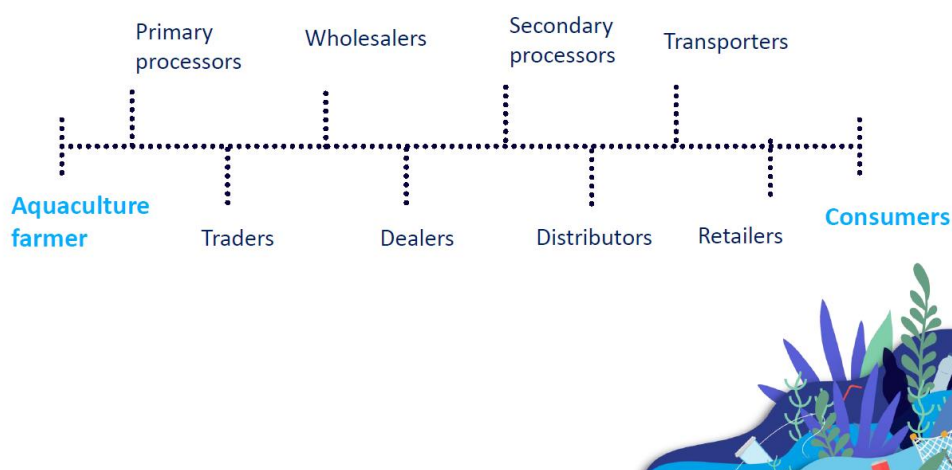 Primary
processors
Wholesalers
Secondary
processors
Transporters
Aquaculture
farmer
Traders
Dealers
Distributors
Retailers
Consumers